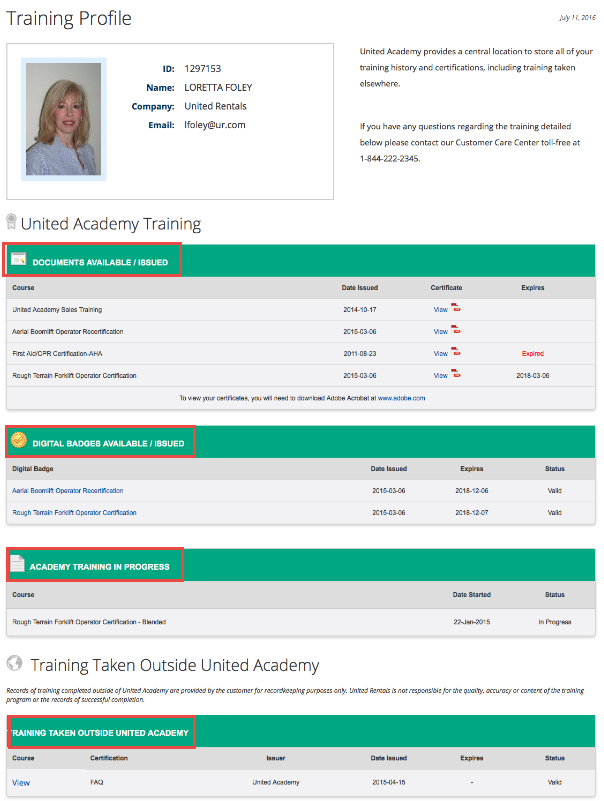 Training Profile
July 11, 2016
ID: 1297153
Name: LORETTA FOLEY
Company: United Rentals
Email: lfoley@ur.com
United Academy provides a central location to store all of your
training history and certifications, including training taken
elsewhere.
If you have any questions regarding the training detailed
below please contact our Customer Care Center toll-free at
1-844-222-2345.
United Academy Training
DOCUMENTS AVAILABLE / ISSUED
Course Date Issued Certificate Expires
United Academy Sales Training 2014-10-17 View
Aerial Boomlift Operator Recertification 2015-03-06 View
First Aid/CPR Certification-AHA 2011-08-23 View Expired
Rough Terrain Forklift Operator Certification 2015-03-06 View 2018-03-06
To view your certificates, you will need to download Adobe Acrobat at www.adobe.com
DIGITAL BADGES AVAILABLE / ISSUED
Digital Badge Date Issued Expires Status
Aerial Boomlift Operator Recertification 2015-03-06 2018-12-06 Valid
Rough Terrain Forklift Operator Certification 2015-03-06 2018-12-07 Valid
ACADEMY TRAINING IN PROGRESS
Course Date Started Status
Rough Terrain Forklift Operator Certification - Blended 22-Jan-2015 In Progress
Training Taken Outside United Academy
Records of training completed outside of United Academy are provided by the customer for recordkeeping purposes only. United Rentals is not responsible for the quality, accuracy or content of the training
program or the records of successful completion.
TRAINING TAKEN OUTSIDE UNITED ACADEMY
Course Certification Issuer Date Issued Expires Status
View FAQ United Academy 2015-04-15 - Valid